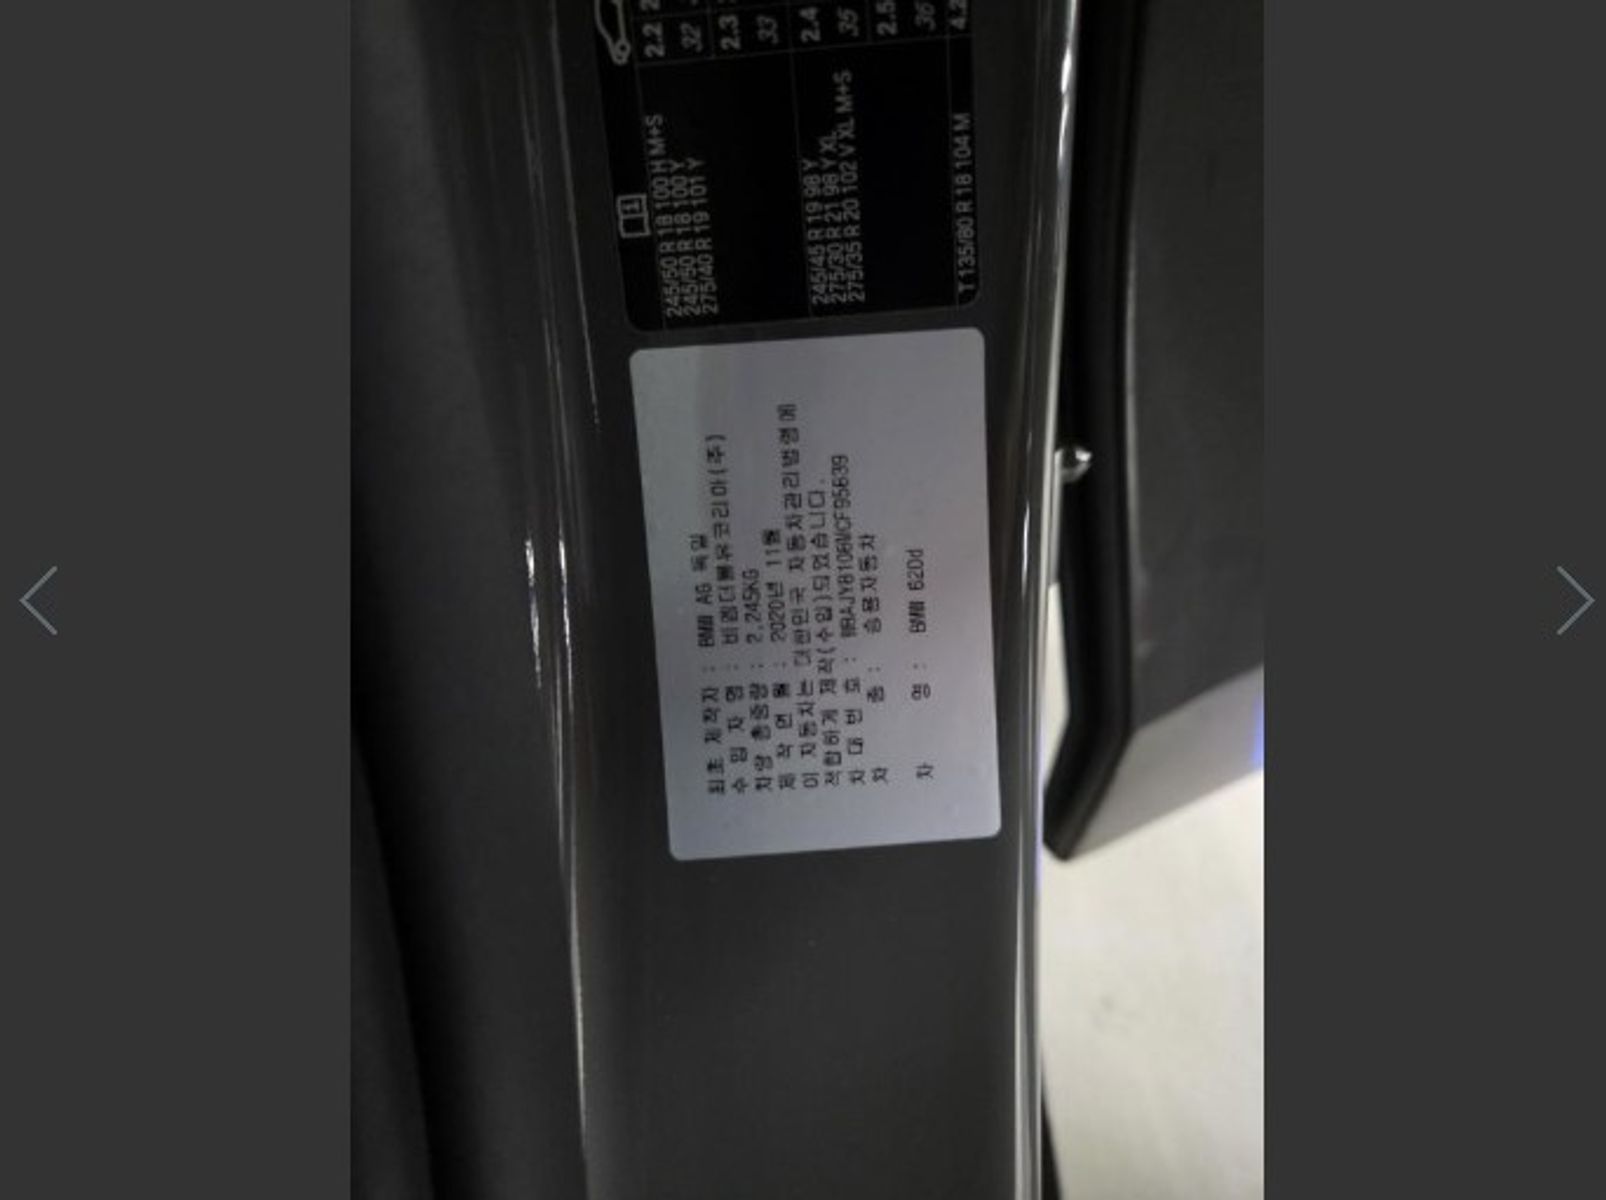 2.2
32
2.3
33
2.4
35
2.5
36
4.2
1
245/50 R 18 100 H M+S
245/50 R 18 100 Y
275/40 R 19 101 Y
245/45 R 19 98 Y
275/30 R 21 98 Y XL
275/35 R 20 102 V XL M+S
T 135/80 R 18 104 M
최초 제작자 : BMW AG 독일
수 입 자 명 : 비엠더블유코리아(주)
차량 총중량 : 2,245KG
제 작 연 월 : 2020년 11월
이 자동차는 대한민국 자동차관리법령에
적합하게 제작(수입)되었습니다.
차 대 번 호 :
차 종 : 승용자동차
차 명 : BMW 620d